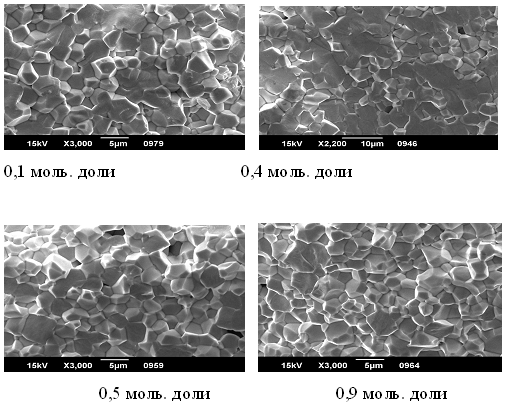 15kV X3,000 5μm 0979
15kV X2,200 10μm 0946
0,1 моль. доли
0,4 моль. доли
15kV X3,000 5μm 0959
15kV X3,000 5μm 0964
0,5 моль. доли
0,9 моль. доли